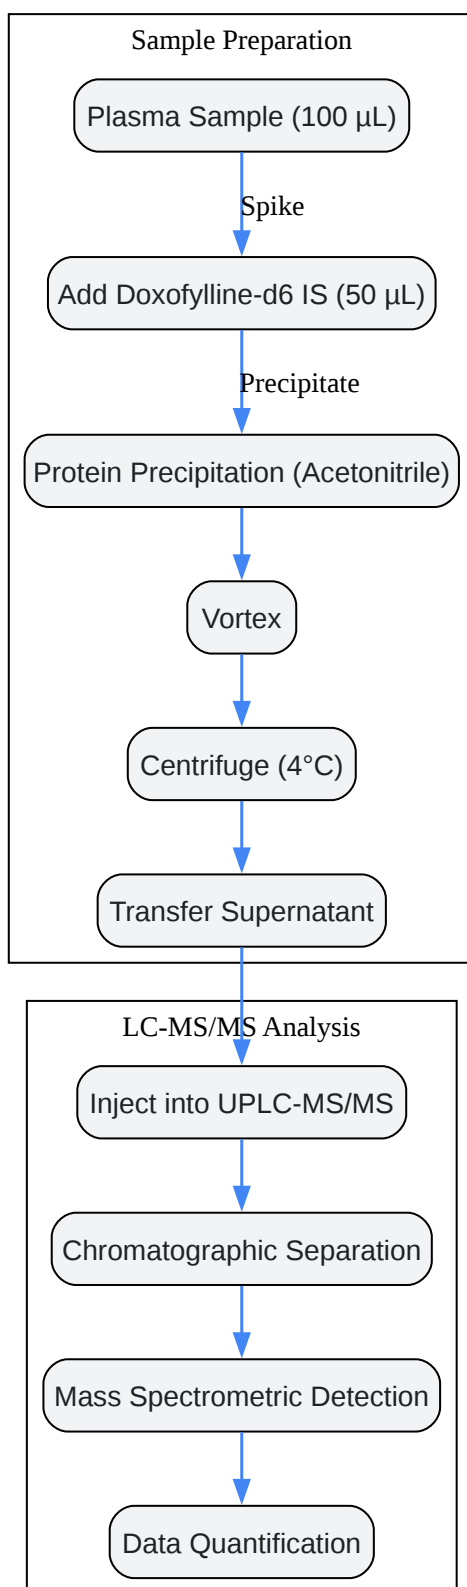 Sample Preparation
Plasma Sample (100 µL)
Spike
Add Doxofylline-d6 IS (50 µL)
Precipitate
Protein Precipitation (Acetonitrile)
Vortex
Centrifuge (4°C)
Transfer Supernatant
LC-MS/MS Analysis
Inject into UPLC-MS/MS
Chromatographic Separation
Mass Spectrometric Detection
Data Quantification